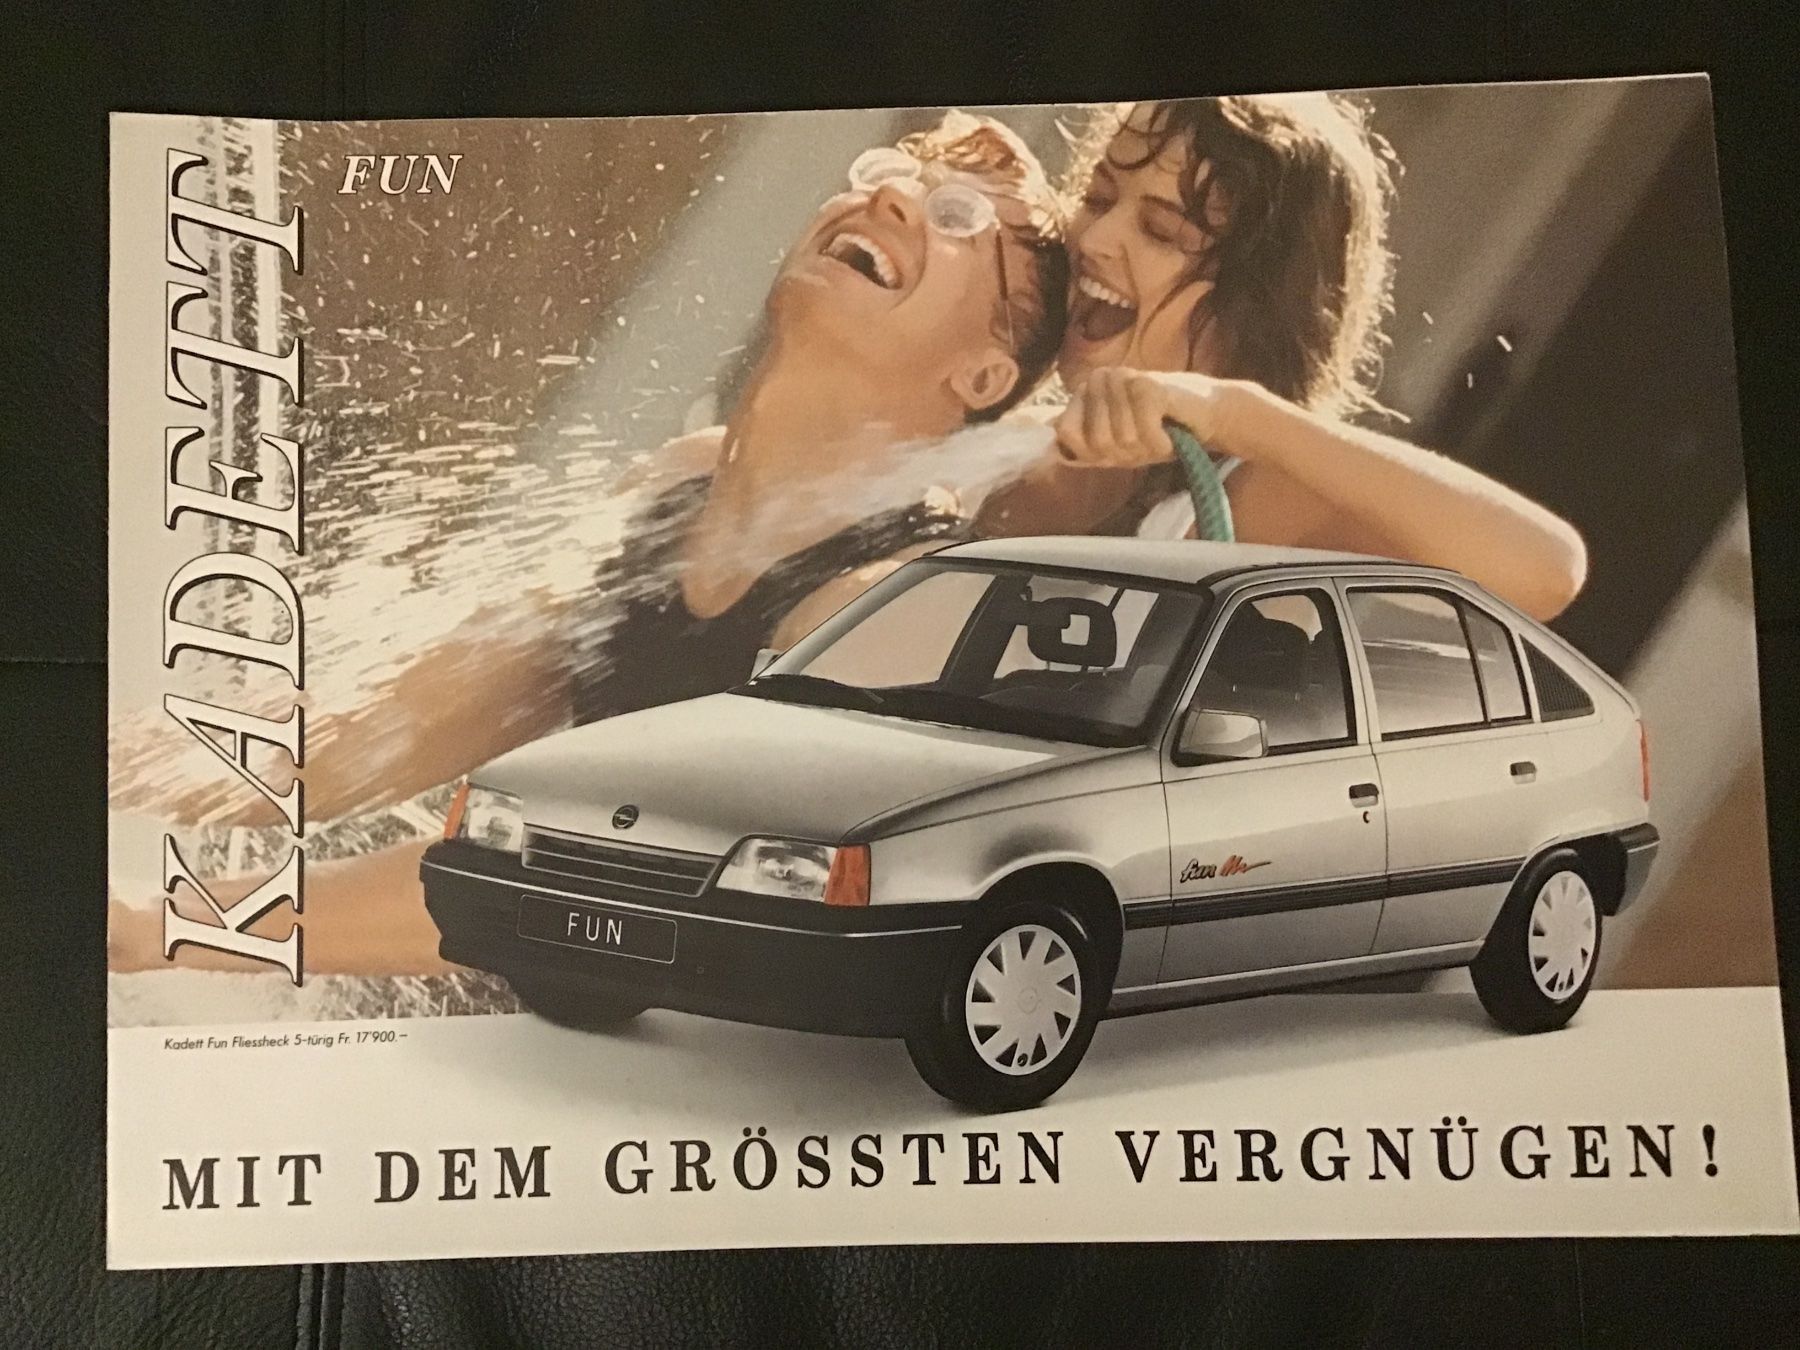 KADETT
FUN
FUN
Kadett Fun Fliessheck 5-türig Fr. 17'900.–
MIT DEM GRÖSSTEN VERGNÜGEN!